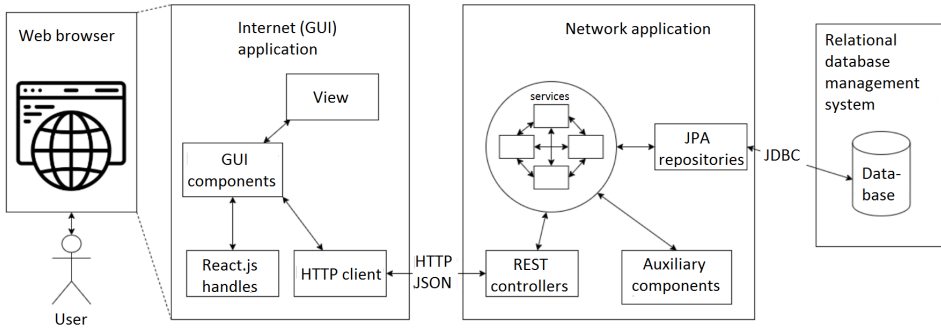 Web browser
User
Internet (GUI)
application
View
GUI
components
React.js
handles
HTTP client
HTTP
JSON
Network application
services
JPA
repositories
REST
controllers
Auxiliary
components
JDBC
Relational
database
management
system
Data-
base